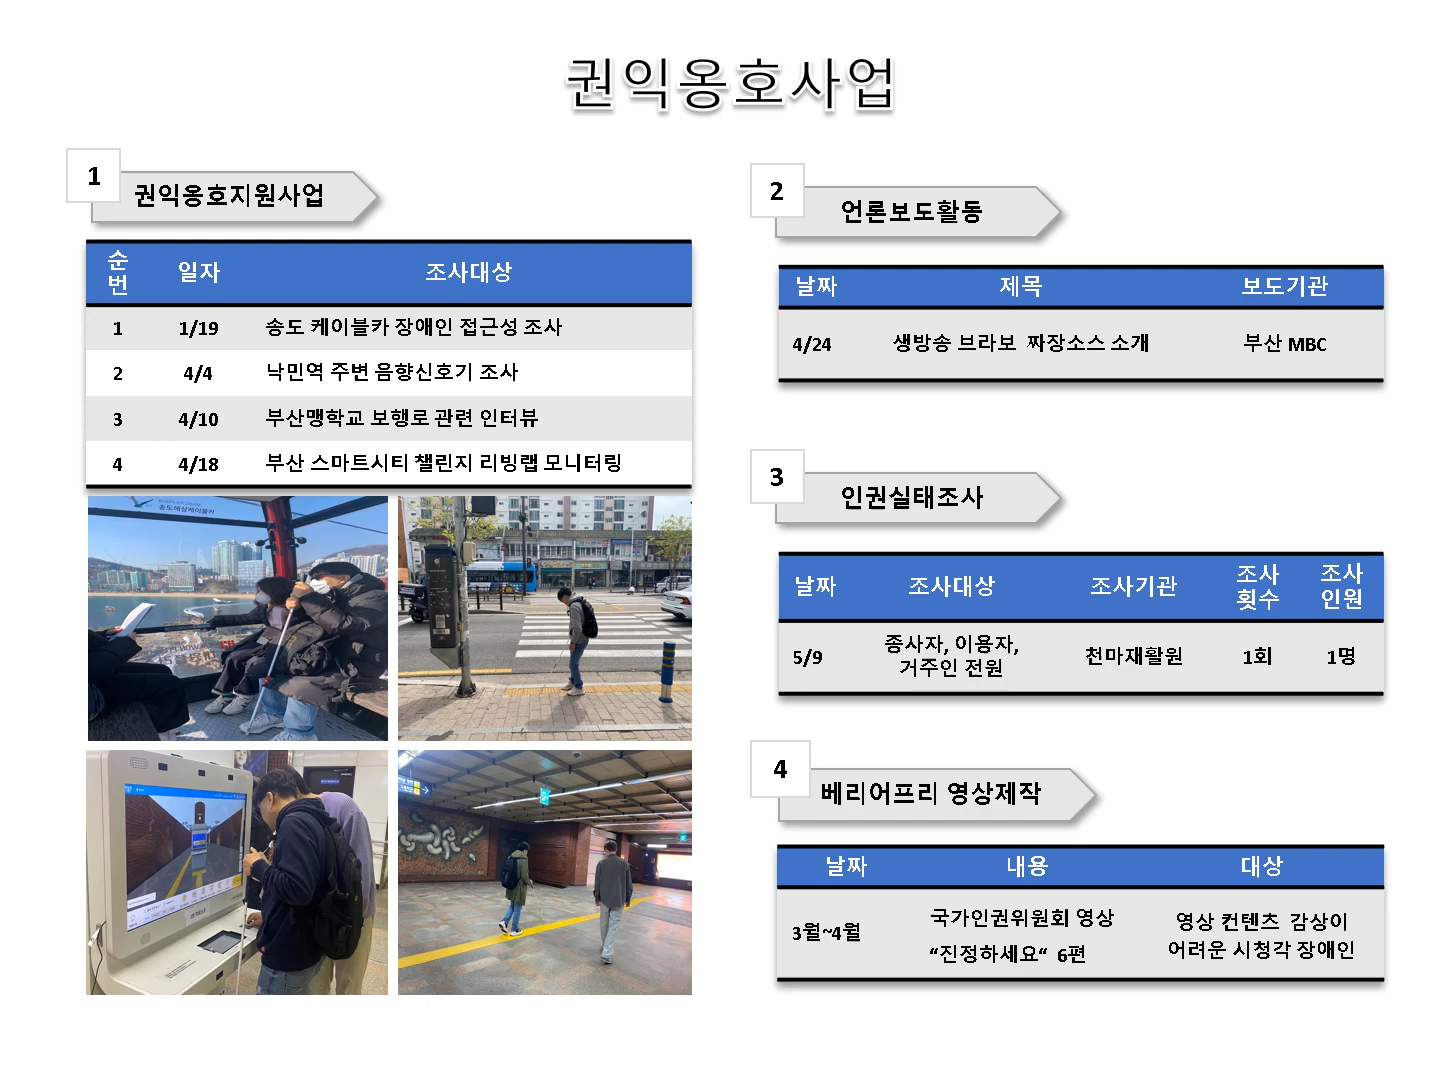 권익옹호사업
1
권익옹호지원사업
순번 일자 조사대상
1 1/19 송도 케이블카 장애인 접근성 조사
2 4/4 낙민역 주변 음향신호기 조사
3 4/10 부산맹학교 보행로 관련 인터뷰
4 4/18 부산 스마트시티 챌린지 리빙랩 모니터링
송도해상케이블카
2
언론보도활동
날짜 제목 보도기관
4/24 생방송 브라보 짜장소스 소개 부산 MBC
3
인권실태조사
날짜 조사대상 조사기관 조사횟수 조사인원
5/9 종사자, 이용자, 거주인 전원 천마재활원 1회 1명
4
베리어프리 영상제작
날짜 내용 대상
3월~4월 국가인권위원회 영상 “진정하세요“ 6편 영상 컨텐츠 감상이 어려운 시청각 장애인